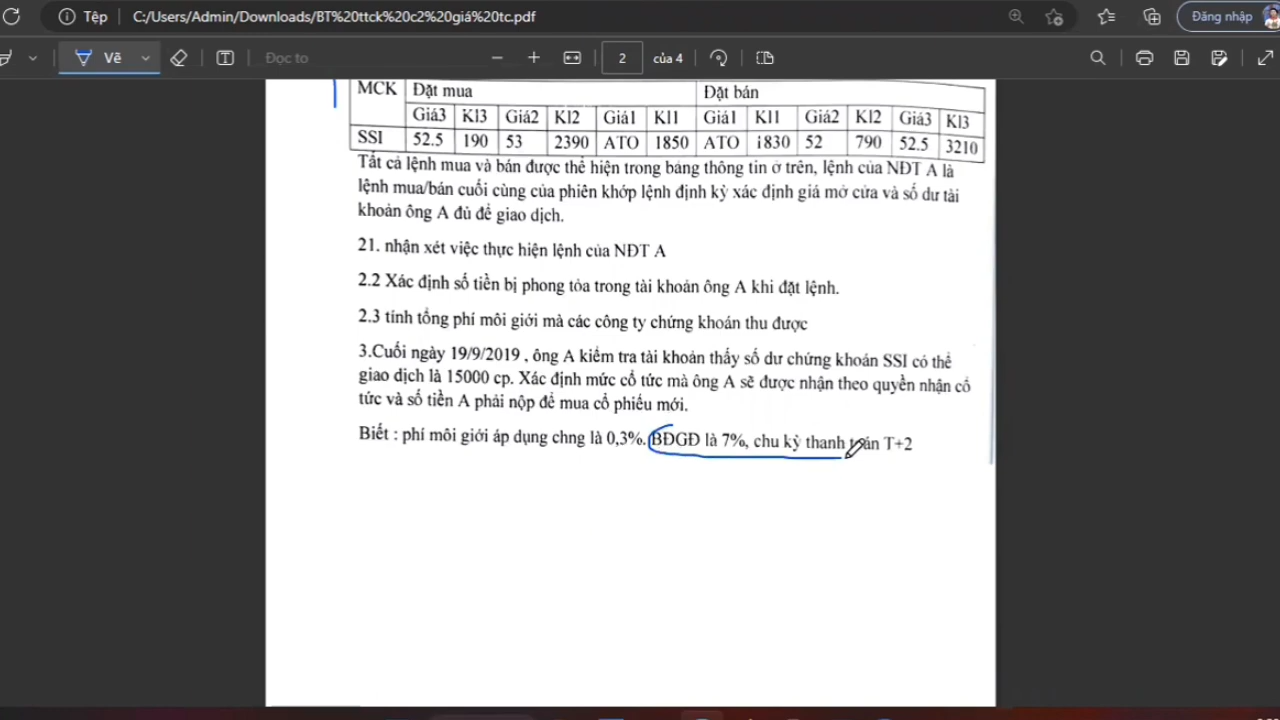 Tệp C:/Users/Admin/Downloads/BT%20ttck%20c2%20giá%20tc.pdf Đăng nhập
Vẽ Đọc to 2 của 4
MCK Đặt mua Đặt bán
Giá3 Kl3 Giá2 Kl2 Giá1 Kl1 Giá1 Kl1 Giá2 Kl2 Giá3 Kl3
SSI 52.5 190 53 2390 ATO 1850 ATO 1830 52 790 52.5 3210
Tất cả lệnh mua và bán được thể hiện trong bảng thông tin ở trên, lệnh của NĐT A là
lệnh mua/bán cuối cùng của phiên khớp lệnh định kỳ xác định giá mở cửa và số dư tài
khoản ông A đủ để giao dịch.
21. nhận xét việc thực hiện lệnh của NĐT A
2.2 Xác định số tiền bị phong tỏa trong tài khoản ông A khi đặt lệnh.
2.3 tính tổng phí môi giới mà các công ty chứng khoán thu được
3.Cuối ngày 19/9/2019 , ông A kiểm tra tài khoản thấy số dư chứng khoán SSI có thể
giao dịch là 15000 cp. Xác định mức cổ tức mà ông A sẽ được nhận theo quyền nhận cổ
tức và số tiền A phải nộp để mua cổ phiếu mới.
Biết : phí môi giới áp dụng chng là 0,3%. BĐGD là 7%, chu kỳ thanh toán T+2